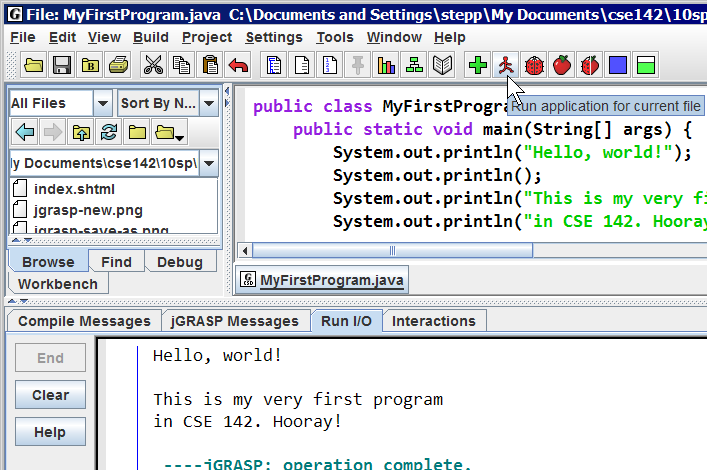 File: MyFirstProgram.java C:\Documents and Settings\stepp\My Documents\cse142\10sp
File Edit View Build Project Settings Tools Window Help
All Files Sort By N...
y Documents\cse142\10sp\
index.shtml
jgrasp-new.png
jgrasp-save-as.png
Browse Find Debug
Workbench
public class MyFirstProgra
Run application for current file
public static void main(String[] args) {
System.out.println("Hello, world!");
System.out.println();
System.out.println("This is my very fi
System.out.println("in CSE 142. Hooray
MyFirstProgram.java
Compile Messages jGRASP Messages Run I/O Interactions
End
Clear
Help
Hello, world!
This is my very first program
in CSE 142. Hooray!
----jGRASP: operation complete.